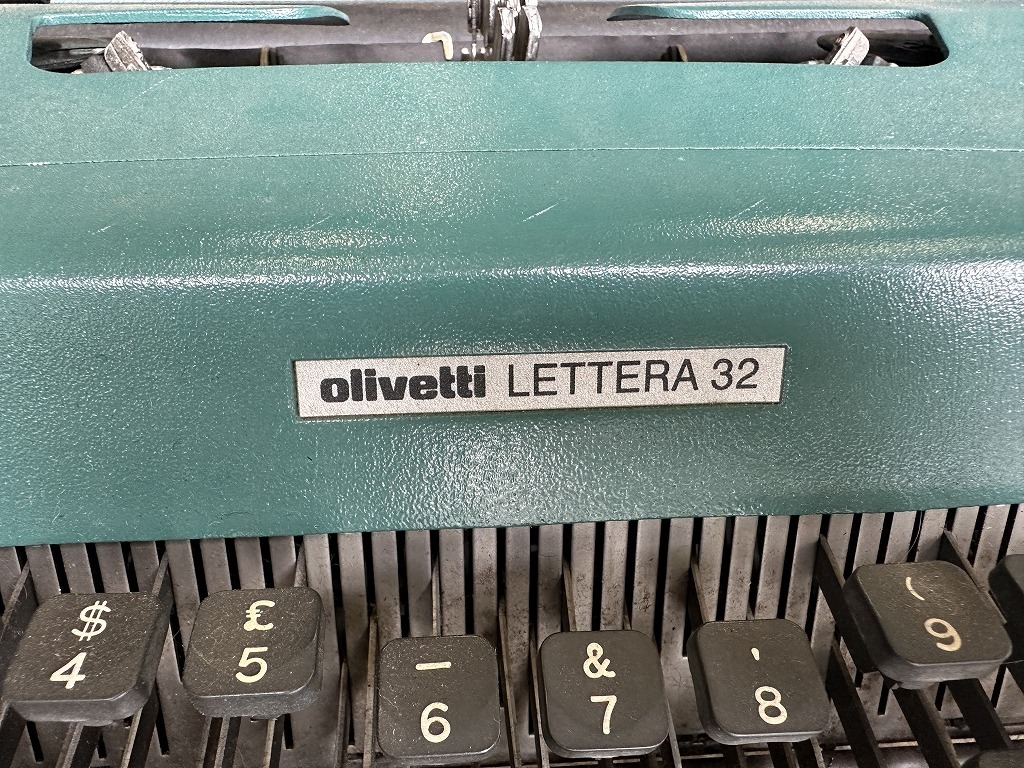 olivetti LETTERA 32
$ £ _ & ' (
4 5 6 7 8 9